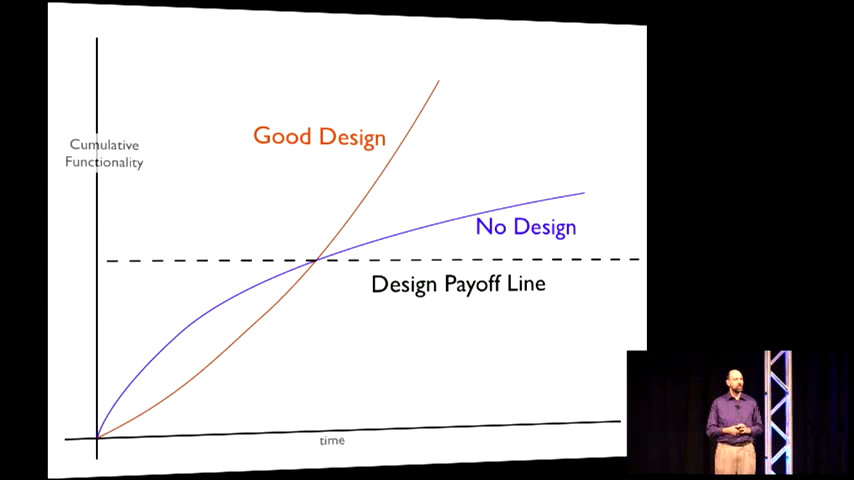 Good Design
Cumulative
Functionality
No Design
Design Payoff Line
time